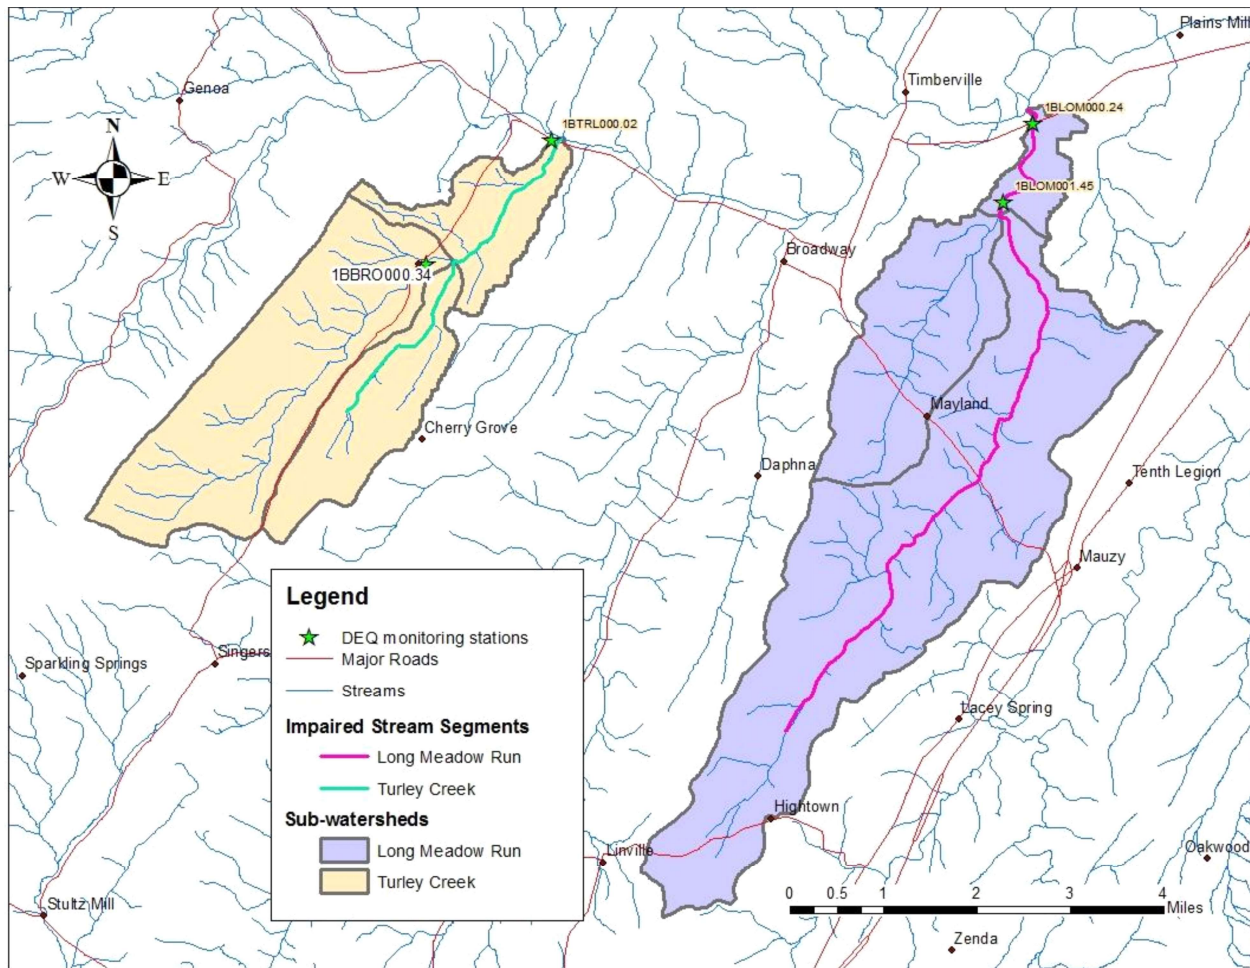 Plains Mill
Timberville
Genoa
1BLOM000.24
1BTRL000.02
N
W
E
S
1BLOM001.45
Broadway
1BBRO000.34
Mayland
Cherry Grove
Daphna
Tenth Legion
Mauzy
Legend
DEQ monitoring stations
Major Roads
Streams
Impaired Stream Segments
Long Meadow Run
Turley Creek
Sub-watersheds
Long Meadow Run
Turley Creek
Singers
Sparkling Springs
Lacey Spring
Hightown
Linville
Oakwood
Stultz Mill
0 0.5 1 2 3 4
Miles
Zenda